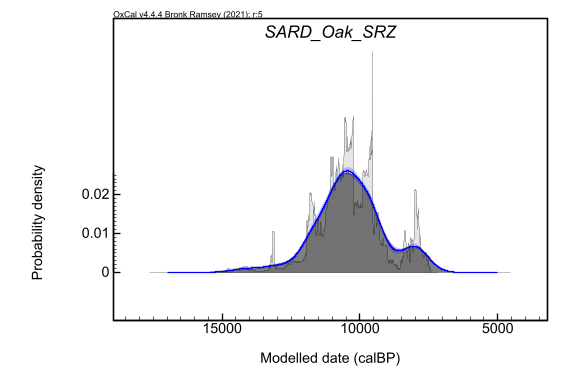 OxCal v4.4.4 Bronk Ramsey (2021); r:5
SARD_Oak_SRZ
Probability density
0.02
0.01
0
15000 10000 5000
Modelled date (calBP)